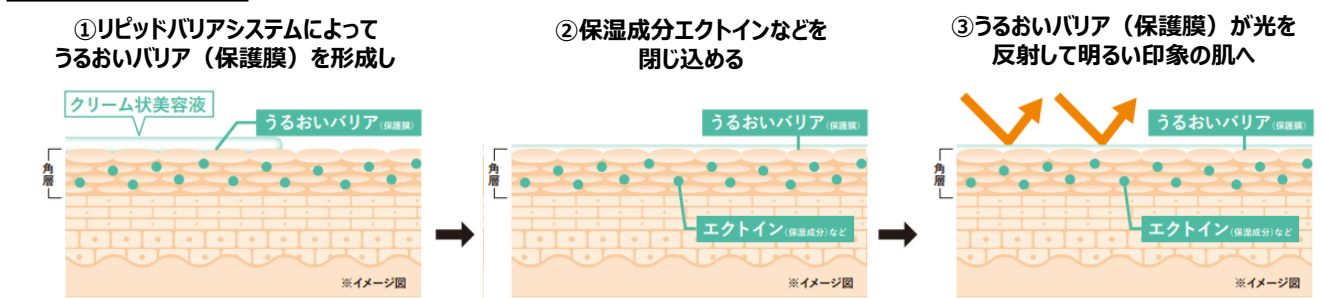 ①リピッドバリアシステムによって
うるおいバリア（保護膜）を形成し
クリーム状美容液
うるおいバリア(保護膜)
角層
※イメージ図
②保湿成分エクトインなどを
閉じ込める
うるおいバリア(保護膜)
角層
エクトイン(保湿成分)など
※イメージ図
③うるおいバリア（保護膜）が光を
反射して明るい印象の肌へ
うるおいバリア(保護膜)
角層
エクトイン(保湿成分)など
※イメージ図